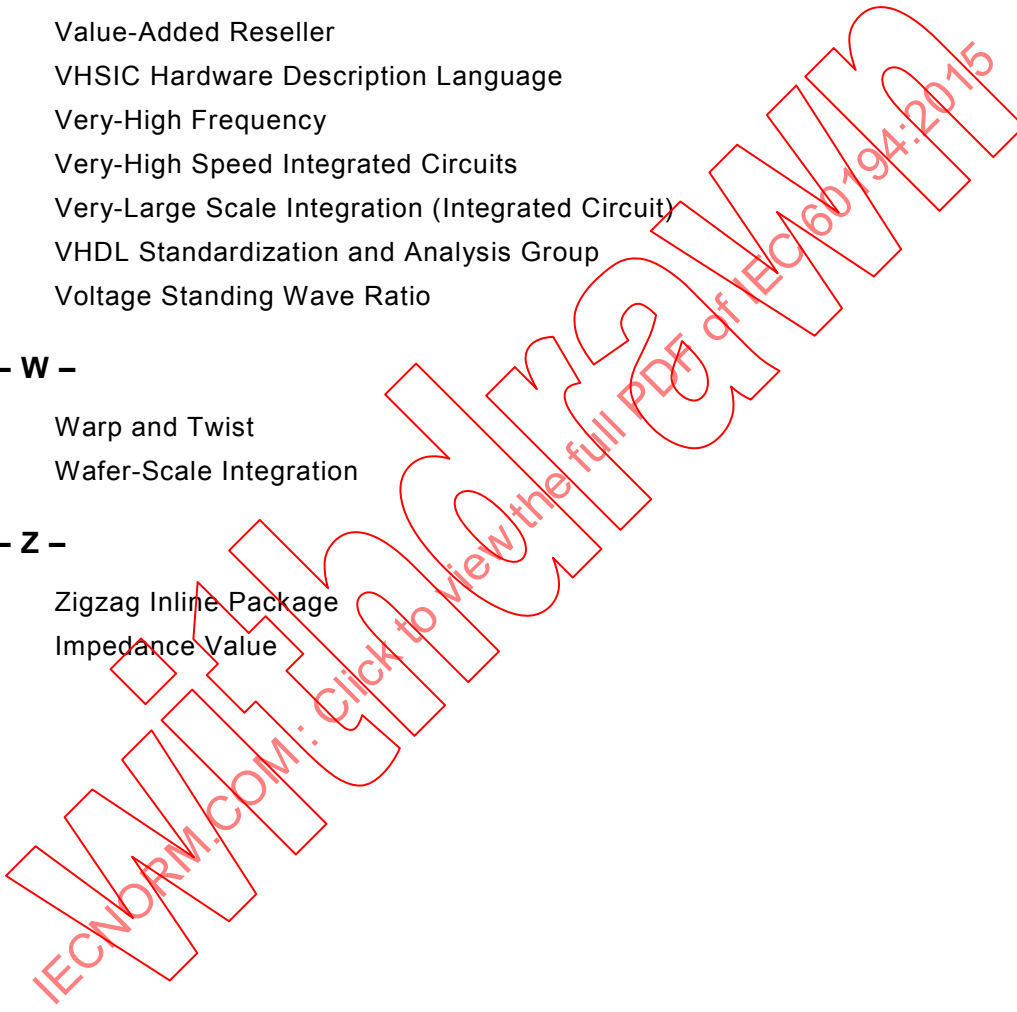 Value-Added Reseller
VHSIC Hardware Description Language
Very-High Frequency
Very-High Speed Integrated Circuits
Very-Large Scale Integration (Integrated Circuit)
VHDL Standardization and Analysis Group
Voltage Standing Wave Ratio
– W –
Warp and Twist
Wafer-Scale Integration
– Z –
Zigzag Inline Package
Impedance Value
Withdrawn
IECNORM.COM : Click to view the full PDF of IEC 60194:2015